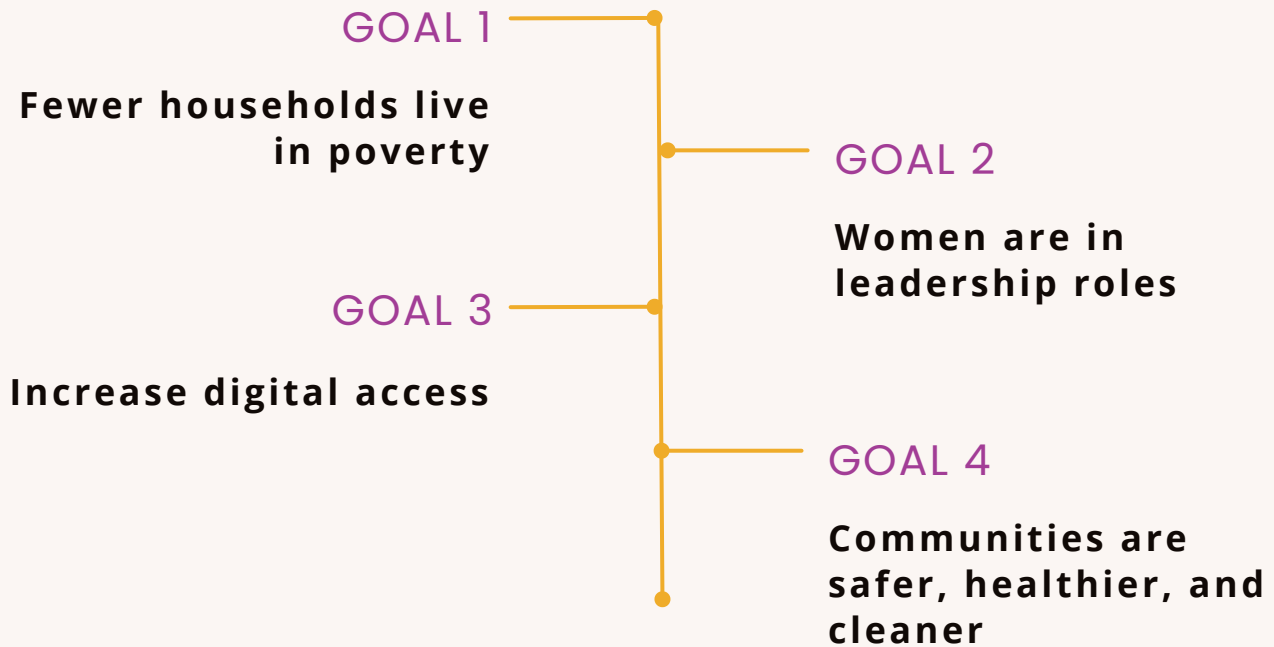 GOAL 1
Fewer households live
in poverty
GOAL 2
Women are in
leadership roles
GOAL 3
Increase digital access
GOAL 4
Communities are
safer, healthier, and
cleaner